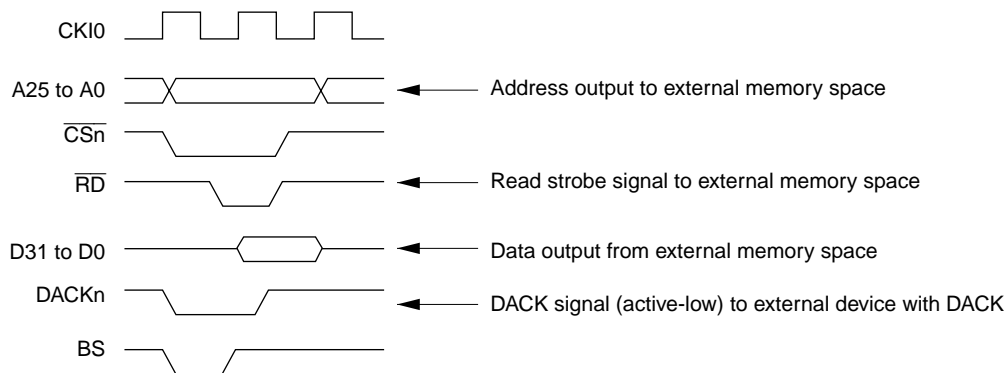 CKI0
A25 to A0
Address output to external memory space
CSn
RD
Read strobe signal to external memory space
D31 to D0
Data output from external memory space
DACKn
DACK signal (active-low) to external device with DACK
BS